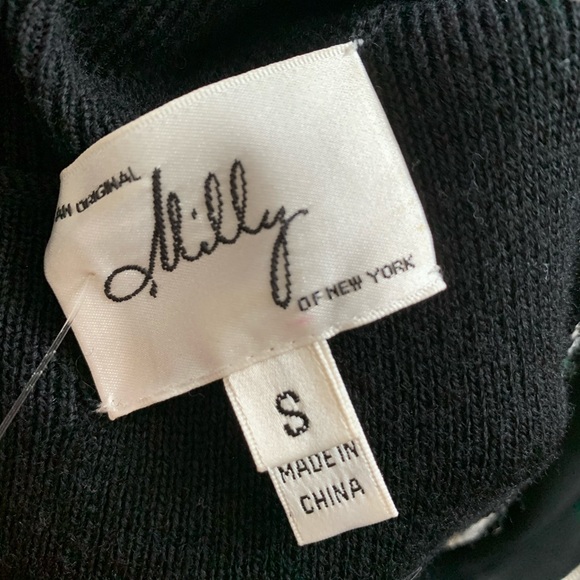 AN ORIGINAL
Milly
OF NEW YORK
S
MADE IN
CHINA